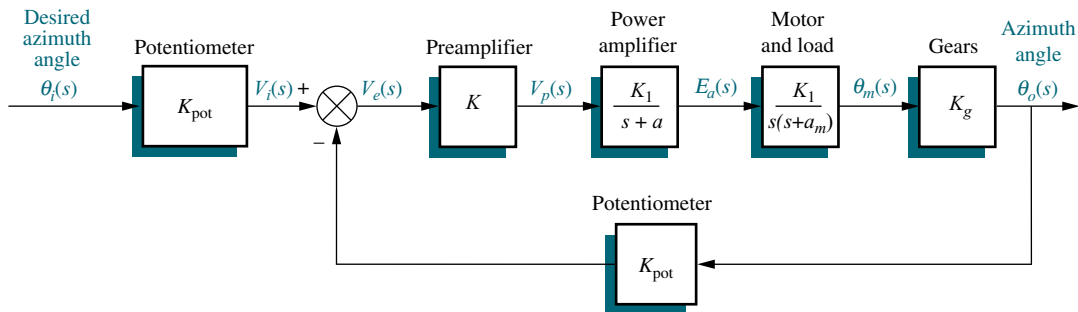 Desired
azimuth
angle
θi(s)
Potentiometer
Kpot
Vi(s) +
−
Ve(s)
Preamplifier
K
Vp(s)
Power
amplifier
K1
s + a
Ea(s)
Motor
and load
K1
s(s+am)
θm(s)
Gears
Kg
Azimuth
angle
θo(s)
Potentiometer
Kpot